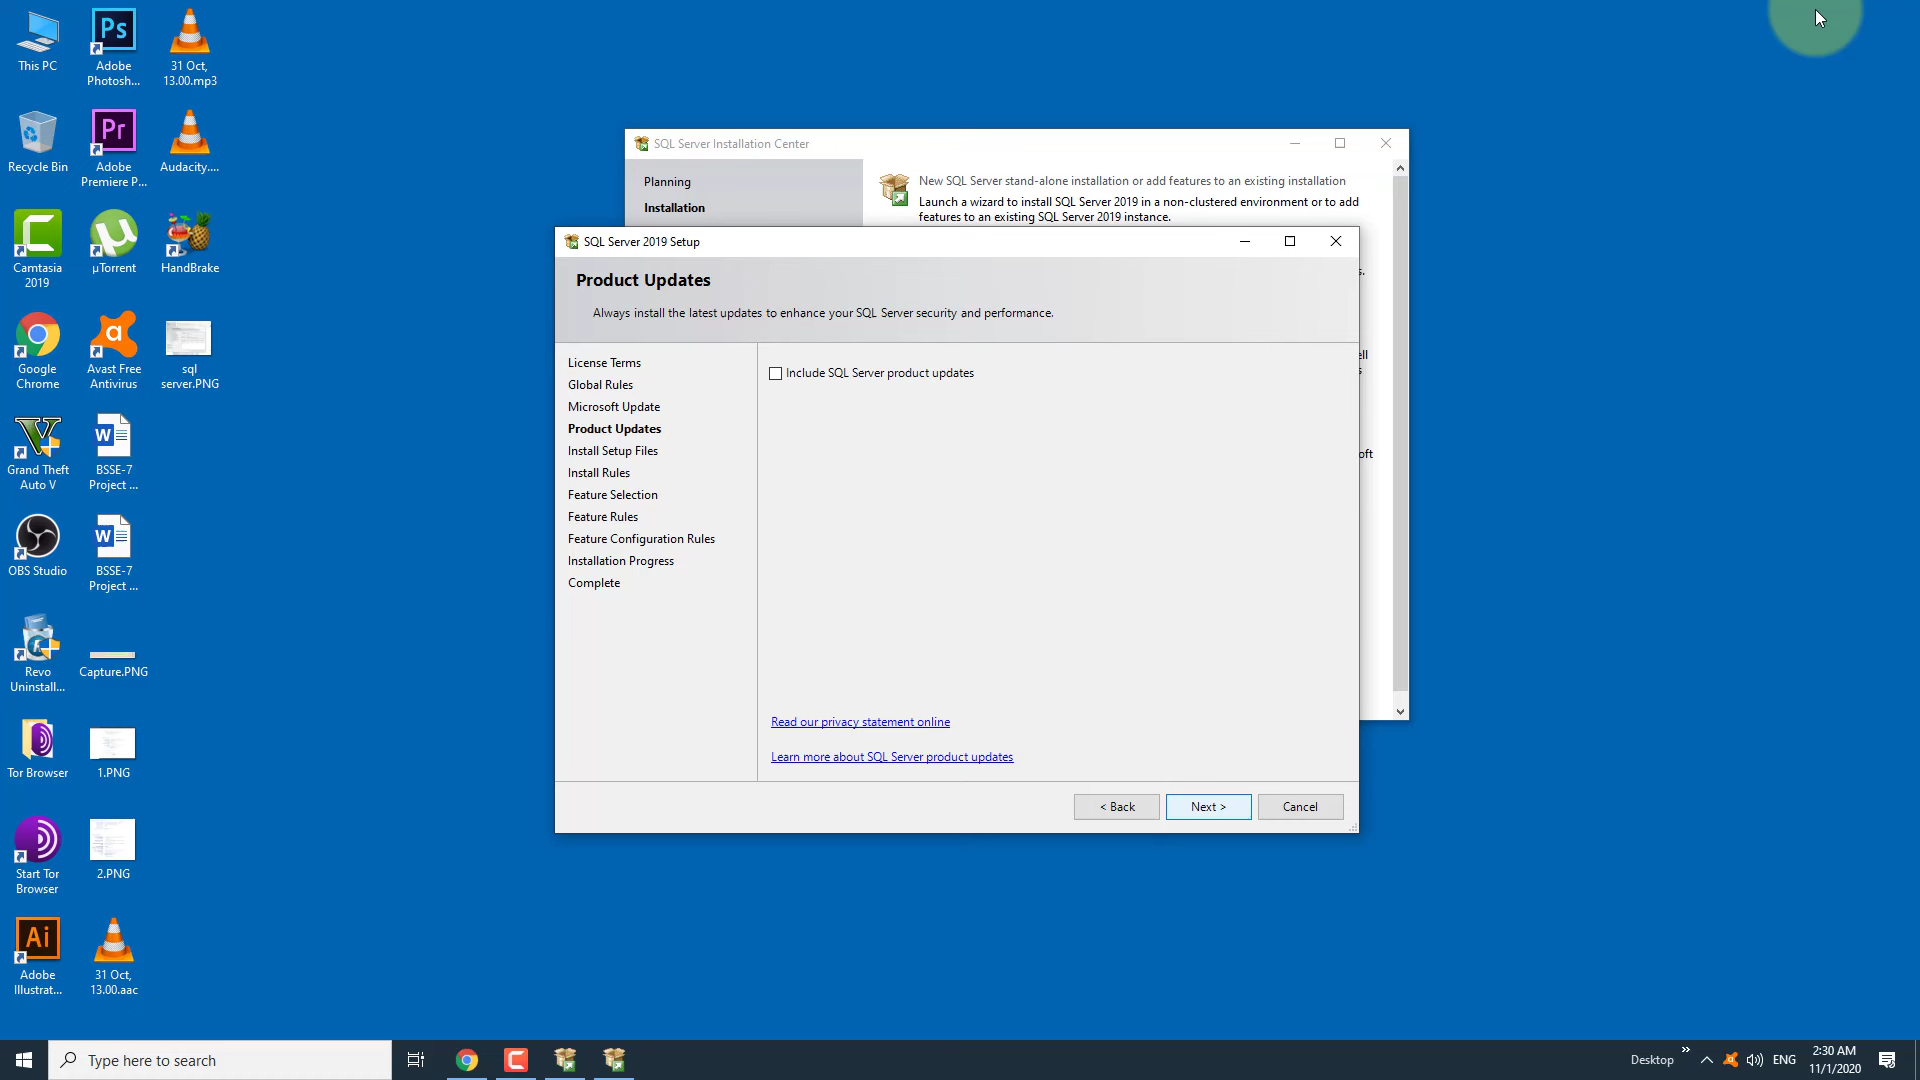 This PC
Adobe
Photosh...
31 Oct,
13.00.mp3
Recycle Bin
Adobe
Premiere P...
Audacity....
Camtasia
2019
µTorrent
HandBrake
Google
Chrome
Avast Free
Antivirus
sql
server.PNG
Grand Theft
Auto V
BSSE-7
Project ...
OBS Studio
BSSE-7
Project ...
Revo
Uninstall...
Capture.PNG
Tor Browser
1.PNG
Start Tor
Browser
2.PNG
Adobe
Illustrat...
31 Oct,
13.00.aac
SQL Server Installation Center
Planning
Installation
New SQL Server stand-alone installation or add features to an existing installation
Launch a wizard to install SQL Server 2019 in a non-clustered environment or to add
features to an existing SQL Server 2019 instance.
s.
ell
s
oft
SQL Server 2019 Setup
Product Updates
Always install the latest updates to enhance your SQL Server security and performance.
License Terms
Global Rules
Microsoft Update
Product Updates
Install Setup Files
Install Rules
Feature Selection
Feature Rules
Feature Configuration Rules
Installation Progress
Complete
Include SQL Server product updates
Read our privacy statement online
Learn more about SQL Server product updates
< Back
Next >
Cancel
Type here to search
Desktop
ENG
2:30 AM
11/1/2020